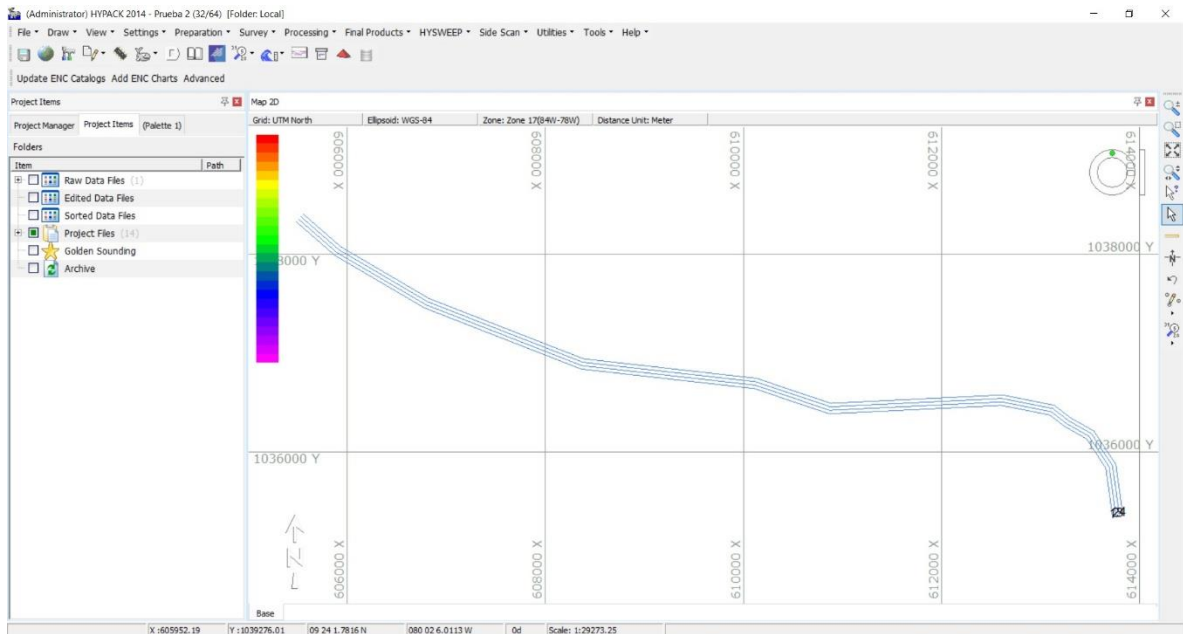 (Administrator) HYPACK 2014 - Prueba 2 (32/64) [Folder: Local]
File Draw View Settings Preparation Survey Processing Final Products HYSWEEP Side Scan Utilities Tools Help
Update ENC Catalogs Add ENC Charts Advanced
Project Items
Map 2D
Project Manager Project Items (Palette 1)
Grid: UTM North Ellipsoid: WGS-84 Zone: Zone 17(84W-78W) Distance Unit: Meter
Folders
Item Path
Raw Data Files (1)
Edited Data Files
Sorted Data Files
Project Files (14)
Golden Sounding
Archive
606000 X
608000 X
610000 X
612000 X
614000 X
8000 Y
1038000 Y
1036000 Y
1036000 Y
24
N
606000 X
608000 X
610000 X
612000 X
614000 X
Base
X :605952.19 Y :1039276.01 09 24 1.7816 N 080 02 6.0113 W 0d Scale: 1:29273.25